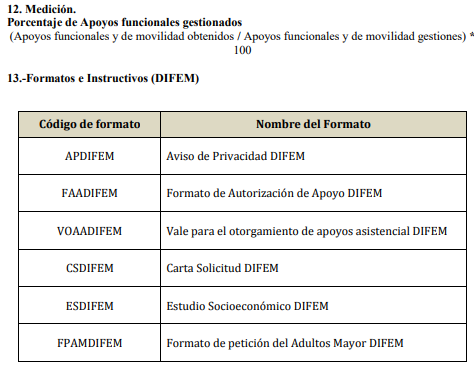 12. Medición.
Porcentaje de Apoyos funcionales gestionados
(Apoyos funcionales y de movilidad obtenidos / Apoyos funcionales y de movilidad gestiones) *
100
13.-Formatos e Instructivos (DIFEM)
Código de formato Nombre del Formato
APDIFEM Aviso de Privacidad DIFEM
FAADIFEM Formato de Autorización de Apoyo DIFEM
VOAADIFEM Vale para el otorgamiento de apoyos asistencial DIFEM
CSDIFEM Carta Solicitud DIFEM
ESDIFEM Estudio Socioeconómico DIFEM
FPAMDIFEM Formato de petición del Adultos Mayor DIFEM